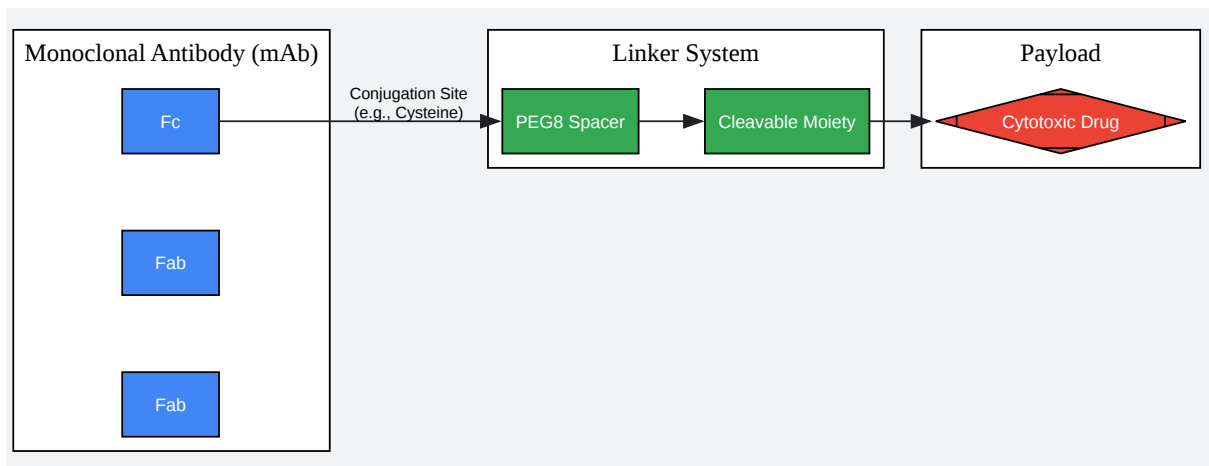 Monoclonal Antibody (mAb)
Linker System
Payload
Conjugation Site
(e.g., Cysteine)
Fc
PEG8 Spacer
Cleavable Moiety
Cytotoxic Drug
Fab
Fab